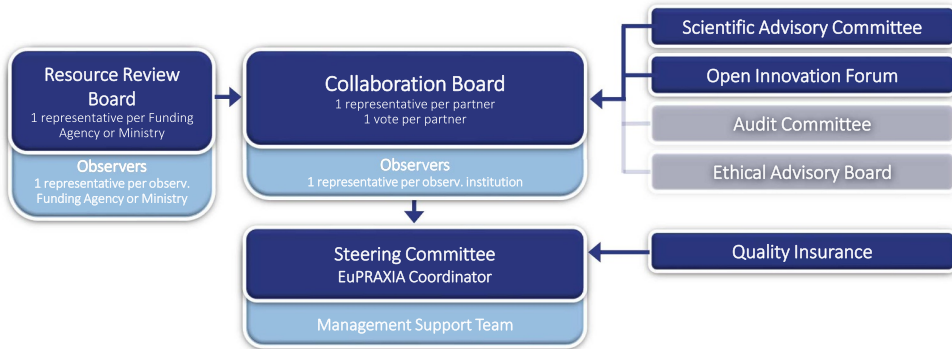 Resource Review
Board
1 representative per Funding
Agency or Ministry
Observers
1 representative per observ.
Funding Agency or Ministry
Collaboration Board
1 representative per partner
1 vote per partner
Observers
1 representative per observ. institution
Scientific Advisory Committee
Open Innovation Forum
Audit Committee
Ethical Advisory Board
Steering Committee
EuPRAXIA Coordinator
Management Support Team
Quality Insurance